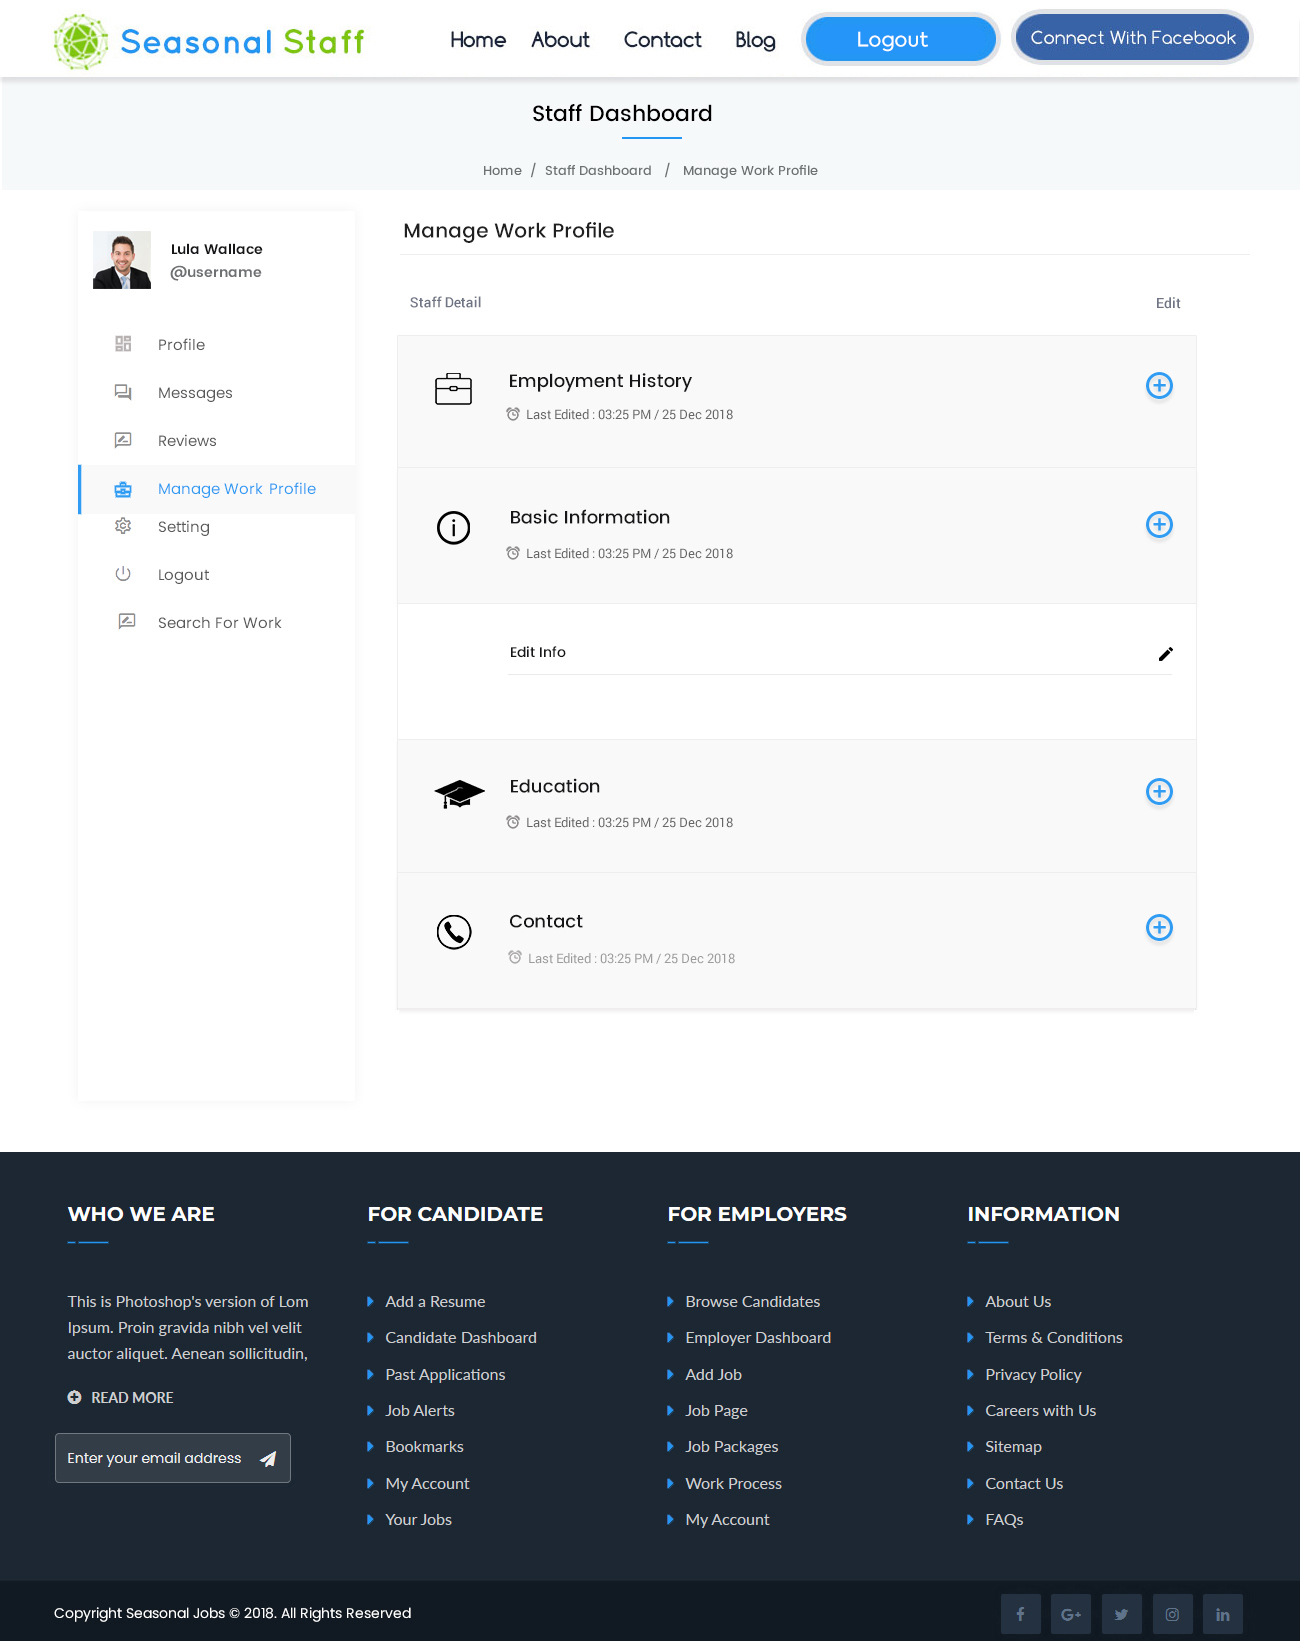 Seasonal Staff
Home About Contact Blog Logout Connect With Facebook
Staff Dashboard
Home / Staff Dashboard / Manage Work Profile
Lula Wallace
@username
Profile
Messages
Reviews
Manage Work Profile
Setting
Logout
Search For Work
Manage Work Profile
Staff Detail Edit
Employment History
Last Edited : 03:25 PM / 25 Dec 2018
Basic Information
Last Edited : 03:25 PM / 25 Dec 2018
Edit Info
Education
Last Edited : 03:25 PM / 25 Dec 2018
Contact
Last Edited : 03:25 PM / 25 Dec 2018
WHO WE ARE
This is Photoshop's version of Lom
Ipsum. Proin gravida nibh vel velit
auctor aliquet. Aenean sollicitudin,
READ MORE
Enter your email address
FOR CANDIDATE
Add a Resume
Candidate Dashboard
Past Applications
Job Alerts
Bookmarks
My Account
Your Jobs
FOR EMPLOYERS
Browse Candidates
Employer Dashboard
Add Job
Job Page
Job Packages
Work Process
My Account
INFORMATION
About Us
Terms & Conditions
Privacy Policy
Careers with Us
Sitemap
Contact Us
FAQs
Copyright Seasonal Jobs © 2018. All Rights Reserved